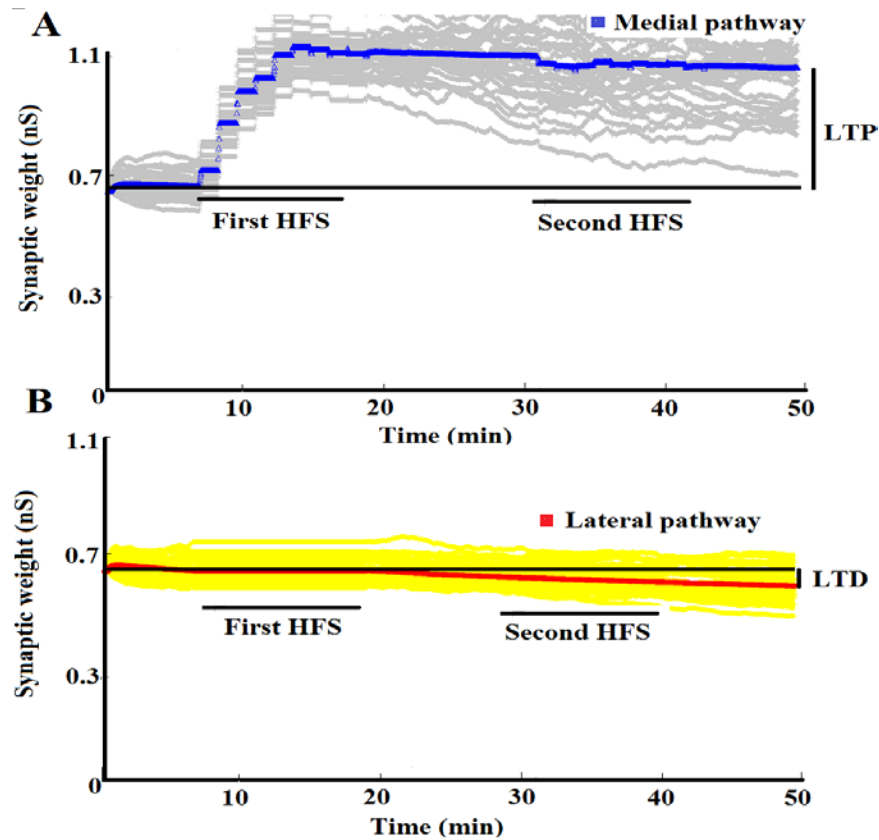 A
Medial pathway
1.1
LTP
0.7
Synaptic weight (nS)
First HFS
Second HFS
0.3
0
10
20
30
40
50
Time (min)
B
1.1
Lateral pathway
0.7
LTD
Synaptic weight (nS)
First HFS
Second HFS
0.3
0
10
20
30
40
50
Time (min)